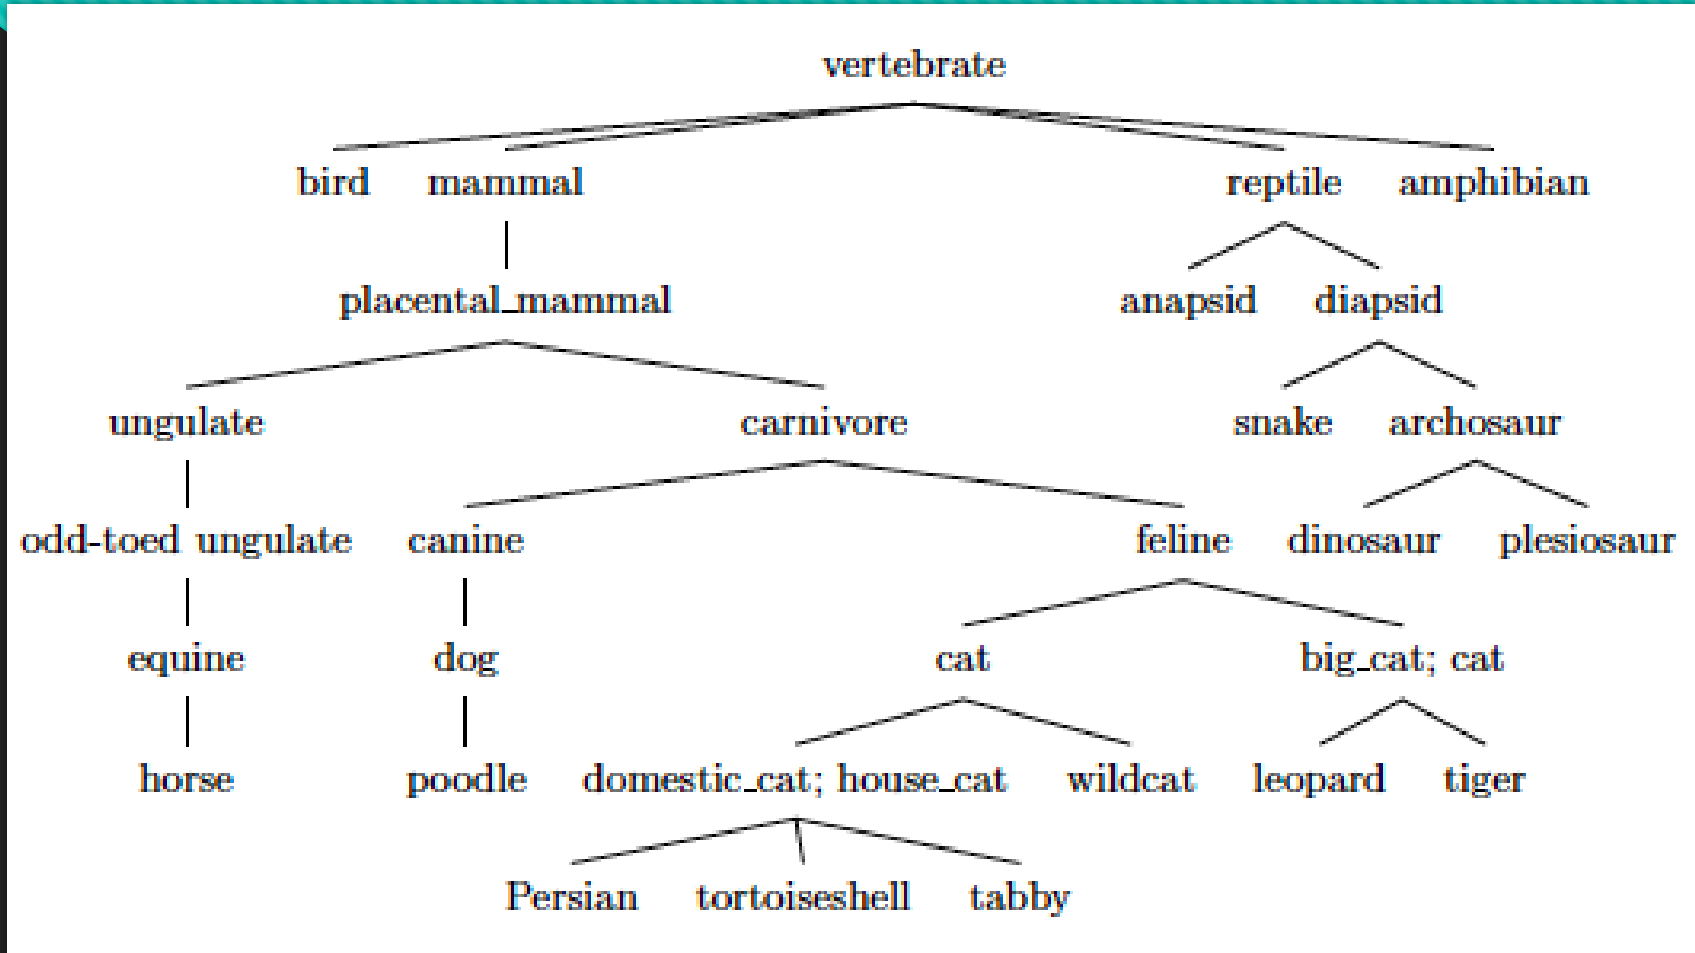 vertebrate
bird mammal reptile amphibian
placental_mammal anapsid diapsid
ungulate carnivore snake archosaur
odd-toed ungulate canine feline dinosaur plesiosaur
equine dog cat big_cat; cat
horse poodle domestic_cat; house_cat wildcat leopard tiger
Persian tortoiseshell tabby